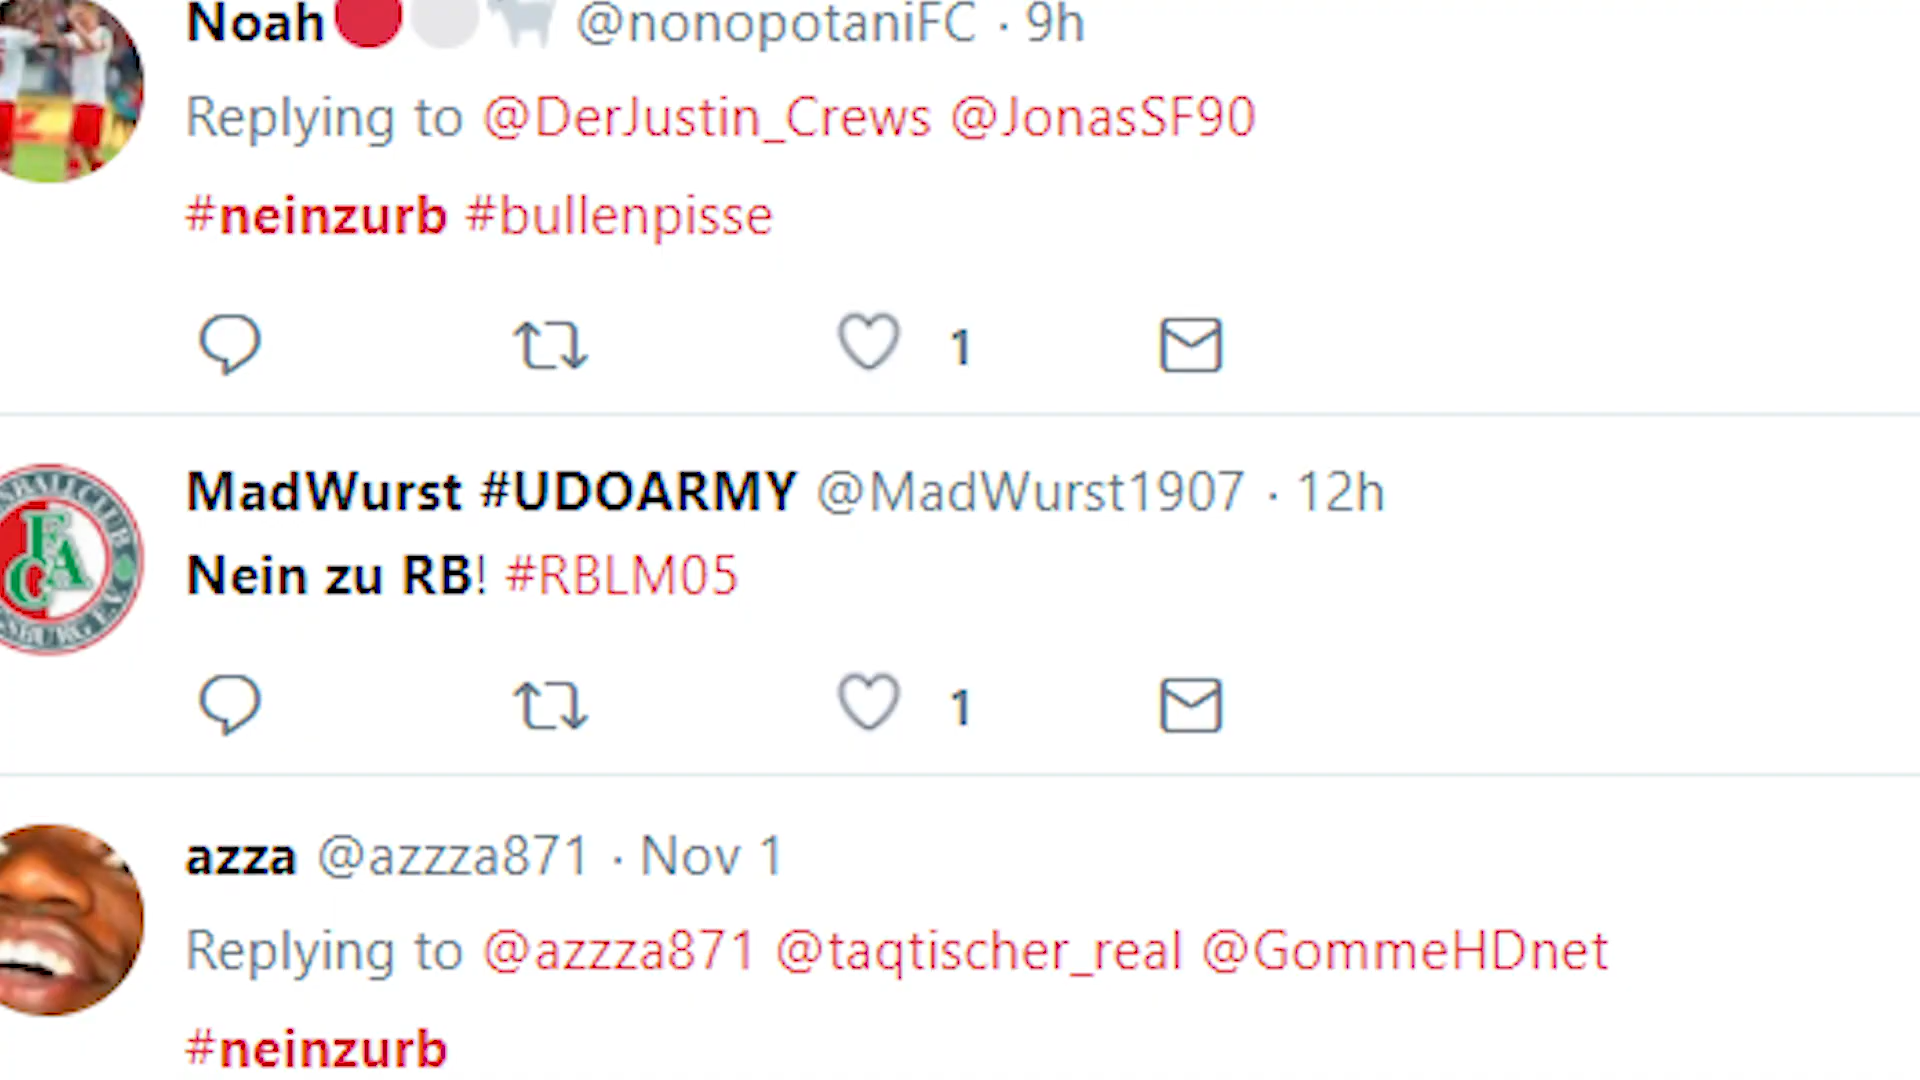 Noah @nonopotaniFC · 9h
Replying to @DerJustin_Crews @JonasSF90
#neinzurb #bullenpisse
1
MadWurst #UDOARMY @MadWurst1907 · 12h
Nein zu RB! #RBLM05
1
azza @azzza871 · Nov 1
Replying to @azzza871 @taqtischer_real @GommeHDnet
#neinzurb